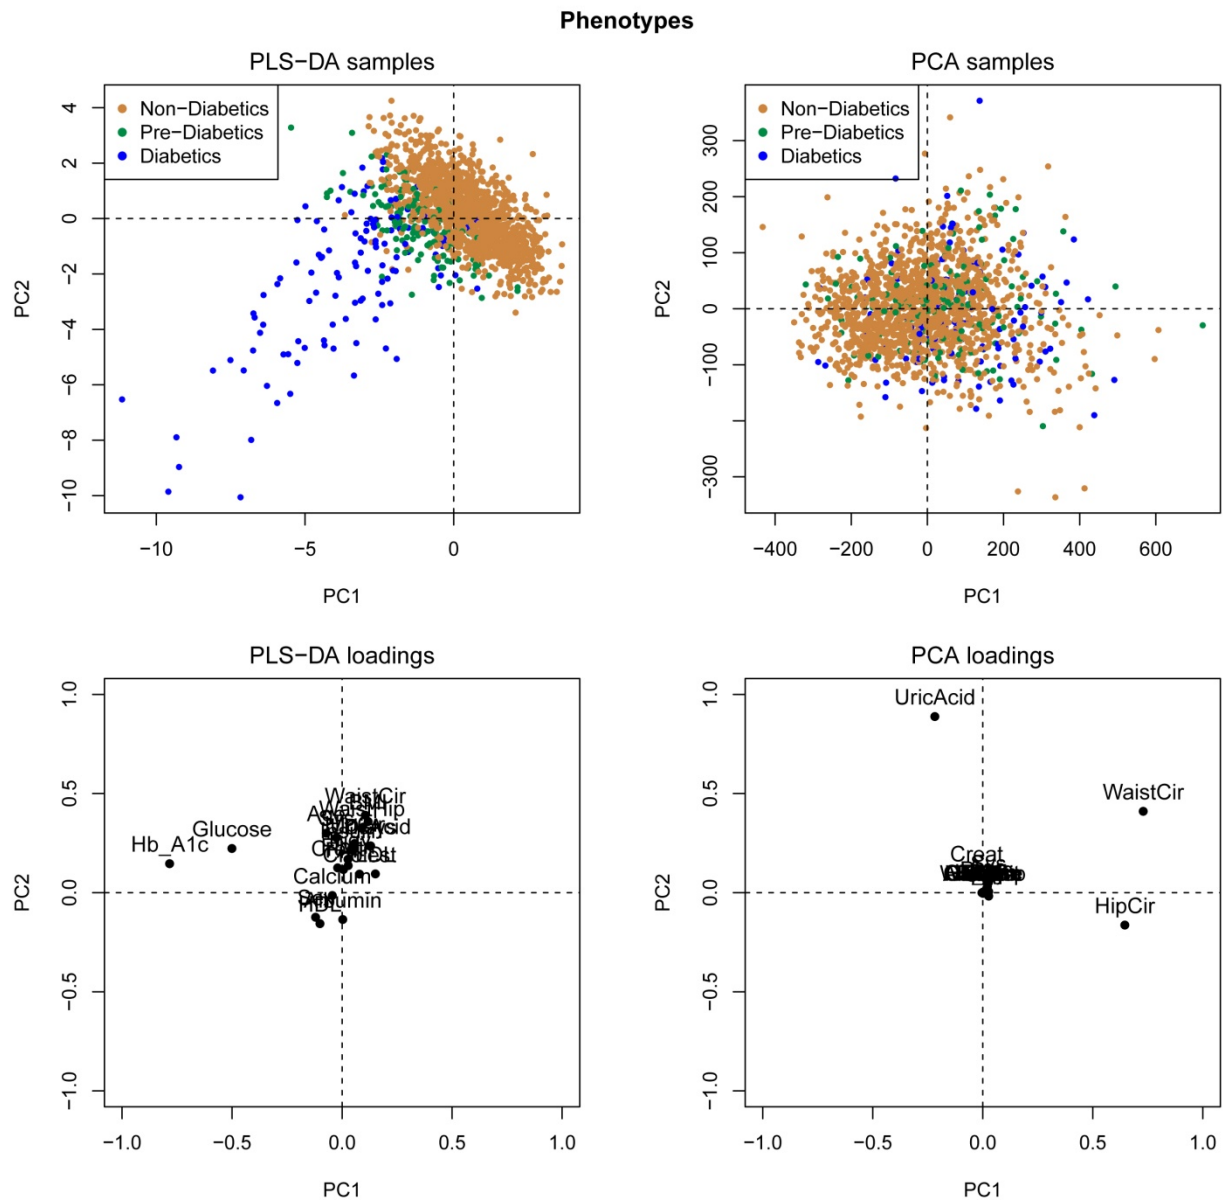 Phenotypes
PLS−DA samples
Non−Diabetics
Pre−Diabetics
Diabetics
PC2
4
2
0
−2
−4
−6
−8
−10
−10
−5
0
PC1
PCA samples
Non−Diabetics
Pre−Diabetics
Diabetics
PC2
300
200
100
0
−100
−300
−400
−200
0
200
400
600
PC1
PLS−DA loadings
PC2
1.0
0.5
0.0
−0.5
−1.0
WaistCir
Glucose
Hb_A1c
Calcium
HDL
−1.0
−0.5
0.0
0.5
1.0
PC1
PCA loadings
PC2
1.0
0.5
0.0
−0.5
−1.0
UricAcid
WaistCir
Creat
HipCir
−1.0
−0.5
0.0
0.5
1.0
PC1